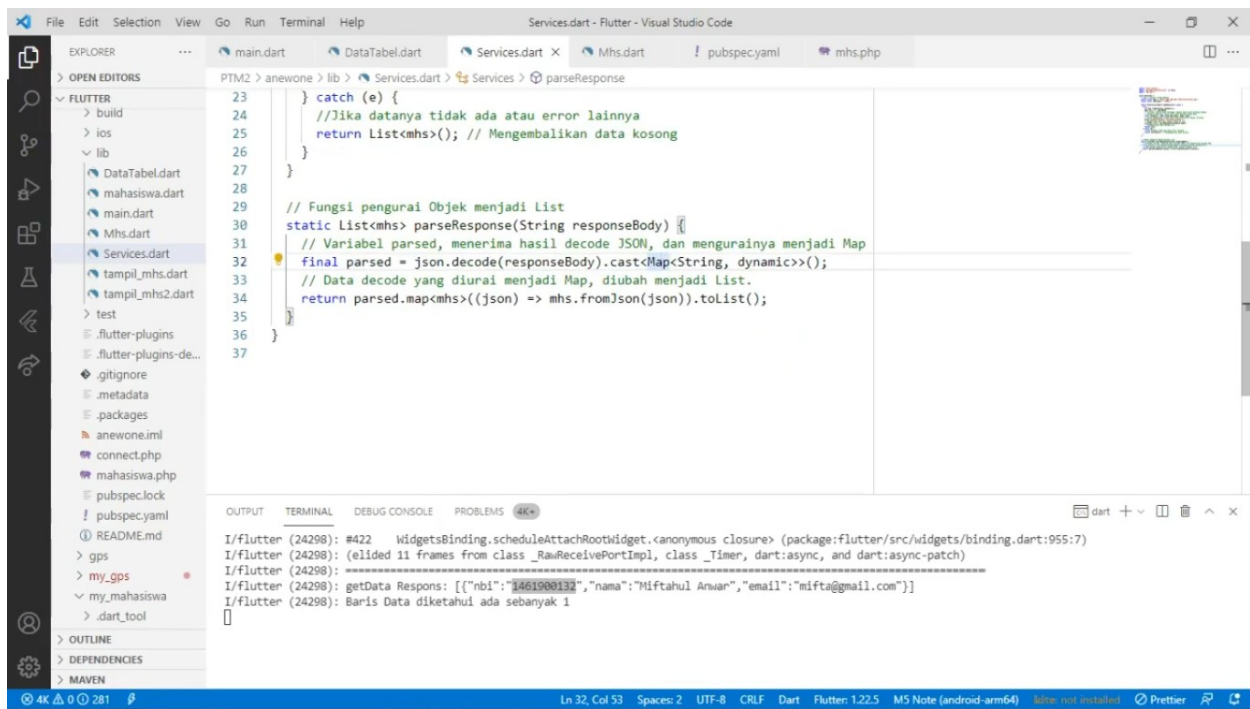 File Edit Selection View Go Run Terminal Help Services.dart - Flutter - Visual Studio Code
EXPLORER
main.dart DataTabel.dart Services.dart Mhs.dart pubspec.yaml mhs.php
OPEN EDITORS
PTM2 > anewone > lib > Services.dart > Services > parseResponse
FLUTTER
build
ios
lib
DataTabel.dart
mahasiswa.dart
main.dart
Mhs.dart
Services.dart
tampil_mhs.dart
tampil_mhs2.dart
test
.flutter-plugins
.flutter-plugins-de...
.gitignore
.metadata
.packages
anewone.iml
connect.php
mahasiswa.php
pubspec.lock
pubspec.yaml
README.md
gps
my_gps
my_mahasiswa
.dart_tool
OUTLINE
DEPENDENCIES
MAVEN
23 } catch (e) {
24 //Jika datanya tidak ada atau error lainnya
25 return List<mhs>(); // Mengembalikan data kosong
26 }
27 }
28
29 // Fungsi pengurai Objek menjadi List
30 static List<mhs> parseResponse(String responseBody) {
31 // Variabel parsed, menerima hasil decode JSON, dan mengurainya menjadi Map
32 final parsed = json.decode(responseBody).cast<Map<String, dynamic>>();
33 // Data decode yang diurai menjadi Map, diubah menjadi List.
34 return parsed.map<mhs>((json) => mhs.fromJson(json)).toList();
35 }
36 }
37
OUTPUT TERMINAL DEBUG CONSOLE PROBLEMS 4K+ dart
I/flutter (24298): #422 WidgetsBinding.scheduleAttachRootWidget.<anonymous closure> (package:flutter/src/widgets/binding.dart:955:7)
I/flutter (24298): (elided 11 frames from class _RawReceivePortImpl, class _Timer, dart:async, and dart:async-patch)
I/flutter (24298): ════════════════════════════════════════
I/flutter (24298): getData Respons: [{"nbi":"1461900132","nama":"Miftahul Anwar","email":"mifta@gmail.com"}]
I/flutter (24298): Baris Data diketahui ada sebanyak 1
4K 0 281 Ln 32, Col 53 Spaces: 2 UTF-8 CRLF Dart Flutter: 1.22.5 M5 Note (android-arm64) not installed Prettier